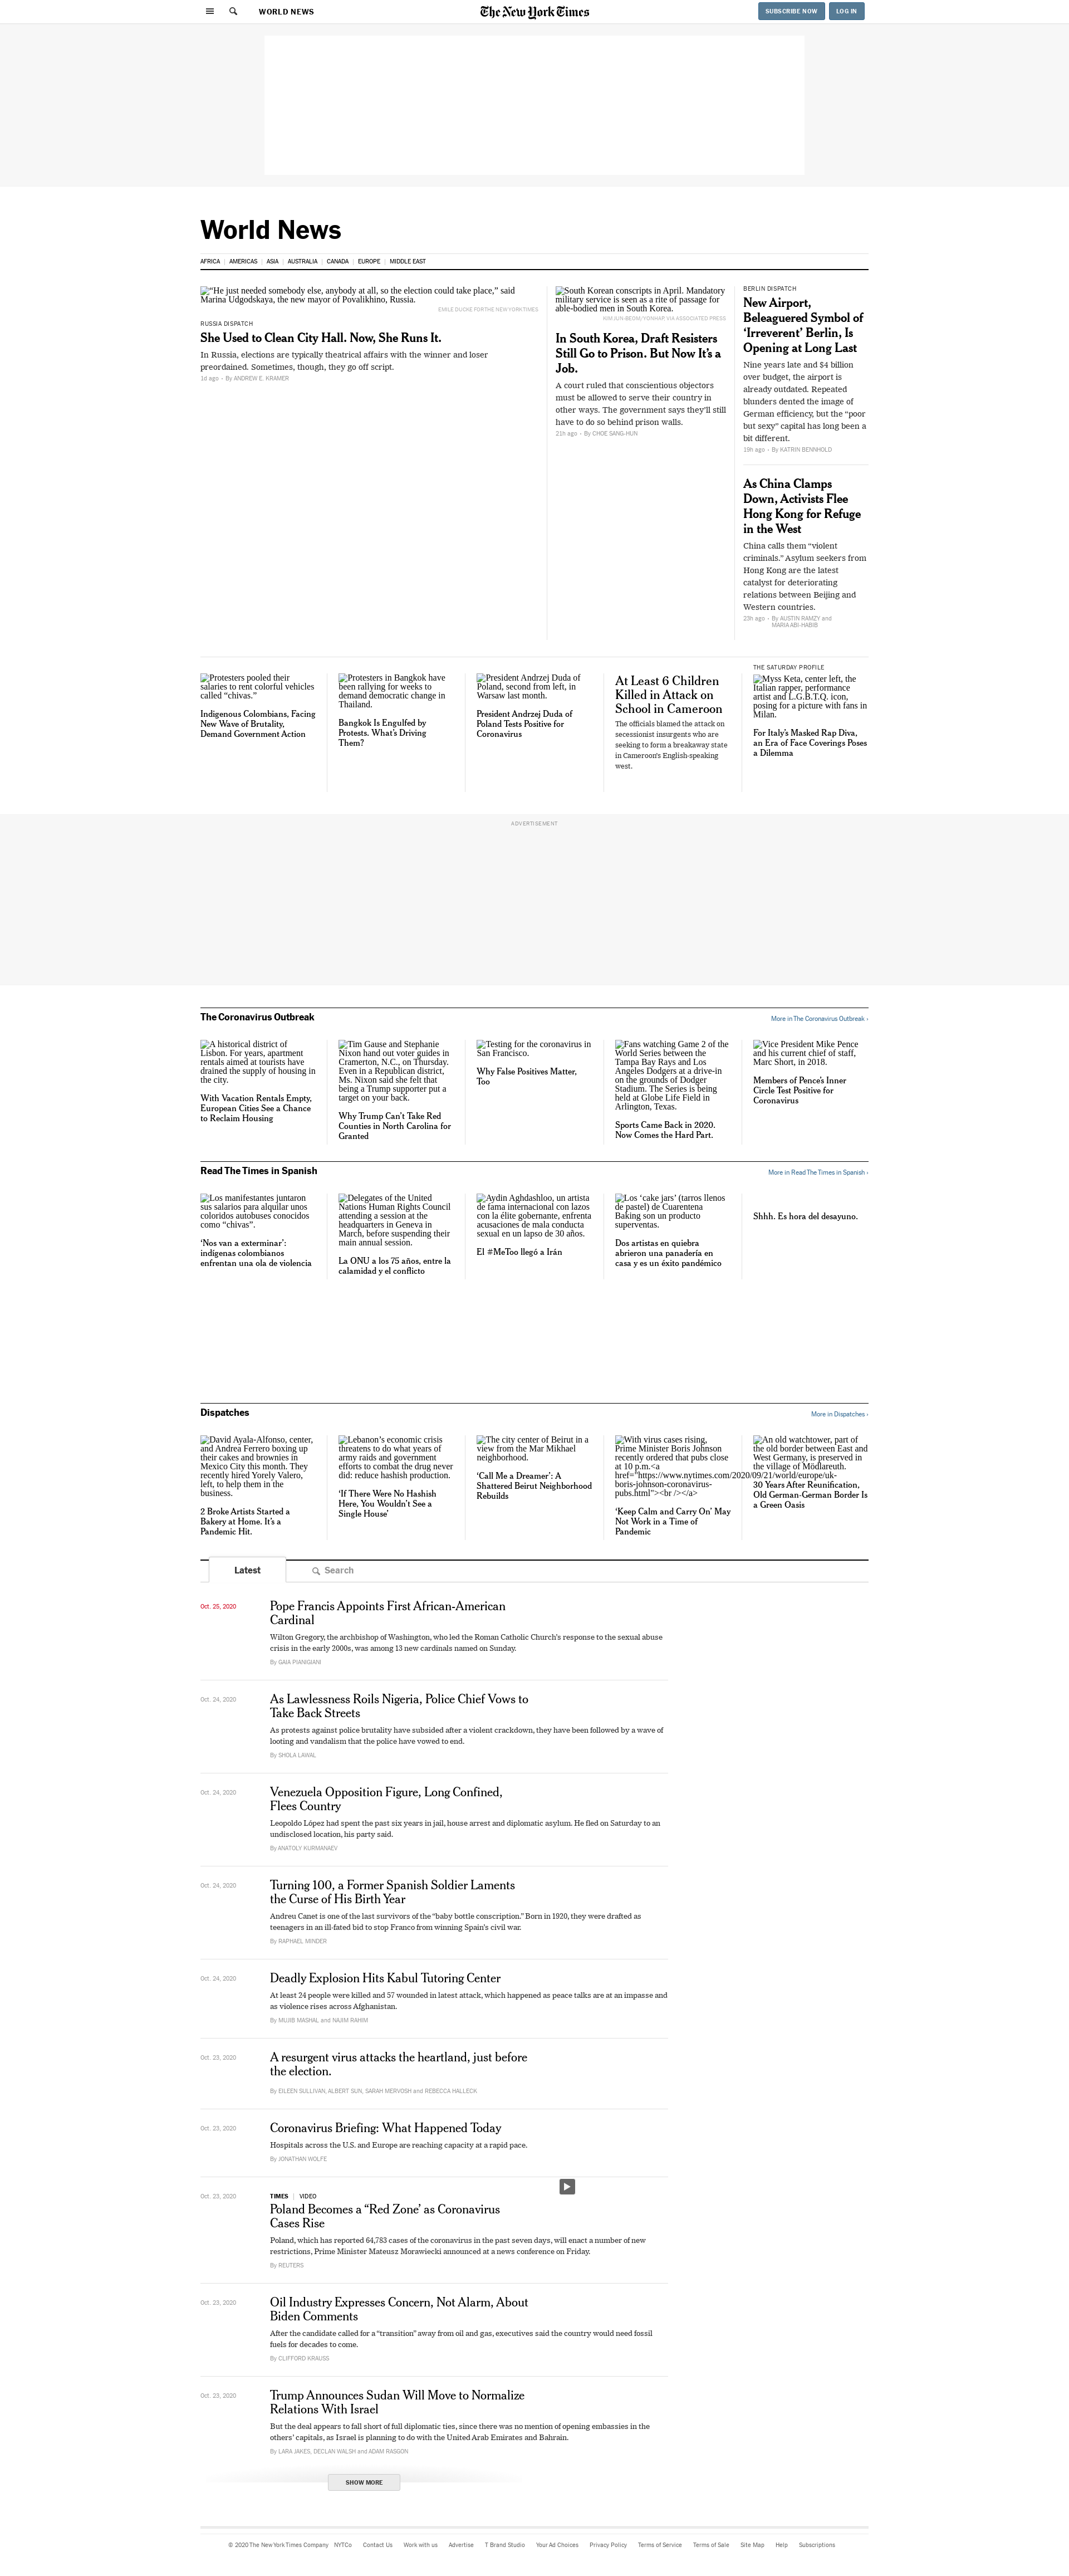 WORLD NEWS
The New York Times
SUBSCRIBE NOW
LOG IN
World News
AFRICA
AMERICAS
ASIA
AUSTRALIA
CANADA
EUROPE
MIDDLE EAST
“He just needed somebody else, anybody at all, so the election could take place,” said
Marina Udgodskaya, the new mayor of Povalikhino, Russia.
EMILE DUCKE FOR THE NEW YORK TIMES
RUSSIA DISPATCH
She Used to Clean City Hall. Now, She Runs It.
In Russia, elections are typically theatrical affairs with the winner and loser
preordained. Sometimes, though, they go off script.
1d ago - By ANDREW E. KRAMER
South Korean conscripts in April. Mandatory
military service is seen as a rite of passage for
able-bodied men in South Korea.
KIM JUN-BEOM/YONHAP, VIA ASSOCIATED PRESS
In South Korea, Draft Resisters
Still Go to Prison. But Now It’s a
Job.
A court ruled that conscientious objectors
must be allowed to serve their country in
other ways. The government says they’ll still
have to do so behind prison walls.
21h ago - By CHOE SANG-HUN
BERLIN DISPATCH
New Airport,
Beleaguered Symbol of
‘Irreverent’ Berlin, Is
Opening at Long Last
Nine years late and $4 billion
over budget, the airport is
already outdated. Repeated
blunders dented the image of
German efficiency, but the “poor
but sexy” capital has long been a
bit different.
19h ago - By KATRIN BENNHOLD
As China Clamps
Down, Activists Flee
Hong Kong for Refuge
in the West
China calls them “violent
criminals.” Asylum seekers from
Hong Kong are the latest
catalyst for deteriorating
relations between Beijing and
Western countries.
23h ago - By AUSTIN RAMZY and
MARIA ABI-HABIB
Protesters pooled their
salaries to rent colorful vehicles
called “chivas.”
Indigenous Colombians, Facing
New Wave of Brutality,
Demand Government Action
Protesters in Bangkok have
been rallying for weeks to
demand democratic change in
Thailand.
Bangkok Is Engulfed by
Protests. What’s Driving
Them?
President Andrzej Duda of
Poland, second from left, in
Warsaw last month.
President Andrzej Duda of
Poland Tests Positive for
Coronavirus
At Least 6 Children
Killed in Attack on
School in Cameroon
The officials blamed the attack on
secessionist insurgents who are
seeking to form a breakaway state
in Cameroon’s English-speaking
west.
THE SATURDAY PROFILE
Myss Keta, center left, the
Italian rapper, performance
artist and L.G.B.T.Q. icon,
posing for a picture with fans in
Milan.
For Italy’s Masked Rap Diva,
an Era of Face Coverings Poses
a Dilemma
ADVERTISEMENT
The Coronavirus Outbreak
More in The Coronavirus Outbreak ›
A historical district of
Lisbon. For years, apartment
rentals aimed at tourists have
drained the supply of housing in
the city.
With Vacation Rentals Empty,
European Cities See a Chance
to Reclaim Housing
Tim Gause and Stephanie
Nixon hand out voter guides in
Cramerton, N.C., on Thursday.
Even in a Republican district,
Ms. Nixon said she felt that
being a Trump supporter put a
target on your back.
Why Trump Can’t Take Red
Counties in North Carolina for
Granted
Testing for the coronavirus in
San Francisco.
Why False Positives Matter,
Too
Fans watching Game 2 of the
World Series between the
Tampa Bay Rays and Los
Angeles Dodgers at a drive-in
on the grounds of Dodger
Stadium. The Series is being
held at Globe Life Field in
Arlington, Texas.
Sports Came Back in 2020.
Now Comes the Hard Part.
Vice President Mike Pence
and his current chief of staff,
Marc Short, in 2018.
Members of Pence’s Inner
Circle Test Positive for
Coronavirus
Read The Times in Spanish
More in Read The Times in Spanish ›
Los manifestantes juntaron
sus salarios para alquilar unos
coloridos autobuses conocidos
como “chivas”.
‘Nos van a exterminar’:
indígenas colombianos
enfrentan una ola de violencia
Delegates of the United
Nations Human Rights Council
attending a session at the
headquarters in Geneva in
March, before suspending their
main annual session.
La ONU a los 75 años, entre la
calamidad y el conflicto
Aydin Aghdashloo, un artista
de fama internacional con lazos
con la élite gobernante, enfrenta
acusaciones de mala conducta
sexual en un lapso de 30 años.
El #MeToo llegó a Irán
Los ‘cake jars’ (tarros llenos
de pastel) de Cuarentena
Baking son un producto
superventas.
Dos artistas en quiebra
abrieron una panadería en
casa y es un éxito pandémico
Shhh. Es hora del desayuno.
Dispatches
More in Dispatches ›
David Ayala-Alfonso, center,
and Andrea Ferrero boxing up
their cakes and brownies in
Mexico City this month. They
recently hired Yorely Valero,
left, to help them in the
business.
2 Broke Artists Started a
Bakery at Home. It’s a
Pandemic Hit.
Lebanon’s economic crisis
threatens to do what years of
army raids and government
efforts to combat the drug never
did: reduce hashish production.
‘If There Were No Hashish
Here, You Wouldn’t See a
Single House’
The city center of Beirut in a
view from the Mar Mikhael
neighborhood.
‘Call Me a Dreamer’: A
Shattered Beirut Neighborhood
Rebuilds
With virus cases rising,
Prime Minister Boris Johnson
recently ordered that pubs close
at 10 p.m.<a
href="https://www.nytimes.com/2020/09/21/world/europe/uk-
boris-johnson-coronavirus-
pubs.html"><br /></a>
‘Keep Calm and Carry On’ May
Not Work in a Time of
Pandemic
An old watchtower, part of
the old border between East and
West Germany, is preserved in
the village of Mödlareuth.
30 Years After Reunification,
Old German-German Border Is
a Green Oasis
Latest
Search
Oct. 25, 2020
Pope Francis Appoints First African-American
Cardinal
Wilton Gregory, the archbishop of Washington, who led the Roman Catholic Church’s response to the sexual abuse
crisis in the early 2000s, was among 13 new cardinals named on Sunday.
By GAIA PIANIGIANI
Oct. 24, 2020
As Lawlessness Roils Nigeria, Police Chief Vows to
Take Back Streets
As protests against police brutality have subsided after a violent crackdown, they have been followed by a wave of
looting and vandalism that the police have vowed to end.
By SHOLA LAWAL
Oct. 24, 2020
Venezuela Opposition Figure, Long Confined,
Flees Country
Leopoldo López had spent the past six years in jail, house arrest and diplomatic asylum. He fled on Saturday to an
undisclosed location, his party said.
By ANATOLY KURMANAEV
Oct. 24, 2020
Turning 100, a Former Spanish Soldier Laments
the Curse of His Birth Year
Andreu Canet is one of the last survivors of the “baby bottle conscription.” Born in 1920, they were drafted as
teenagers in an ill-fated bid to stop Franco from winning Spain’s civil war.
By RAPHAEL MINDER
Oct. 24, 2020
Deadly Explosion Hits Kabul Tutoring Center
At least 24 people were killed and 57 wounded in latest attack, which happened as peace talks are at an impasse and
as violence rises across Afghanistan.
By MUJIB MASHAL and NAJIM RAHIM
Oct. 23, 2020
A resurgent virus attacks the heartland, just before
the election.
By EILEEN SULLIVAN, ALBERT SUN, SARAH MERVOSH and REBECCA HALLECK
Oct. 23, 2020
Coronavirus Briefing: What Happened Today
Hospitals across the U.S. and Europe are reaching capacity at a rapid pace.
By JONATHAN WOLFE
Oct. 23, 2020
TIMES | VIDEO
Poland Becomes a “Red Zone’ as Coronavirus
Cases Rise
Poland, which has reported 64,783 cases of the coronavirus in the past seven days, will enact a number of new
restrictions, Prime Minister Mateusz Morawiecki announced at a news conference on Friday.
By REUTERS
Oct. 23, 2020
Oil Industry Expresses Concern, Not Alarm, About
Biden Comments
After the candidate called for a “transition” away from oil and gas, executives said the country would need fossil
fuels for decades to come.
By CLIFFORD KRAUSS
Oct. 23, 2020
Trump Announces Sudan Will Move to Normalize
Relations With Israel
But the deal appears to fall short of full diplomatic ties, since there was no mention of opening embassies in the
others’ capitals, as Israel is planning to do with the United Arab Emirates and Bahrain.
By LARA JAKES, DECLAN WALSH and ADAM RASGON
SHOW MORE
© 2020 The New York Times Company
NYTCo
Contact Us
Work with us
Advertise
T Brand Studio
Your Ad Choices
Privacy Policy
Terms of Service
Terms of Sale
Site Map
Help
Subscriptions